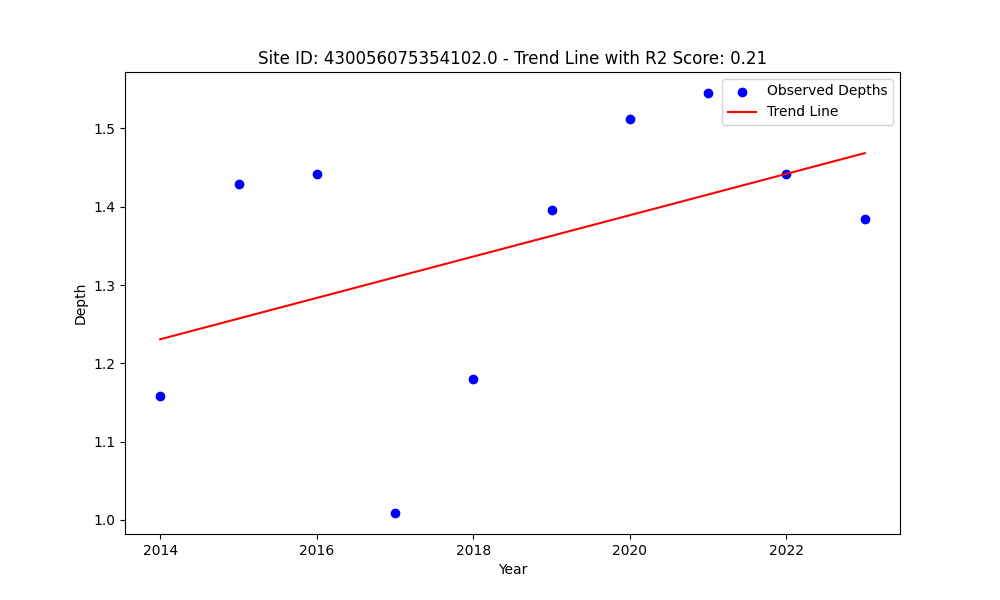 Site ID: 430056075354102.0 - Trend Line with R2 Score: 0.21
Observed Depths
Trend Line
1.5
1.4
1.3
1.2
1.1
1.0
Depth
2014 2016 2018 2020 2022
Year